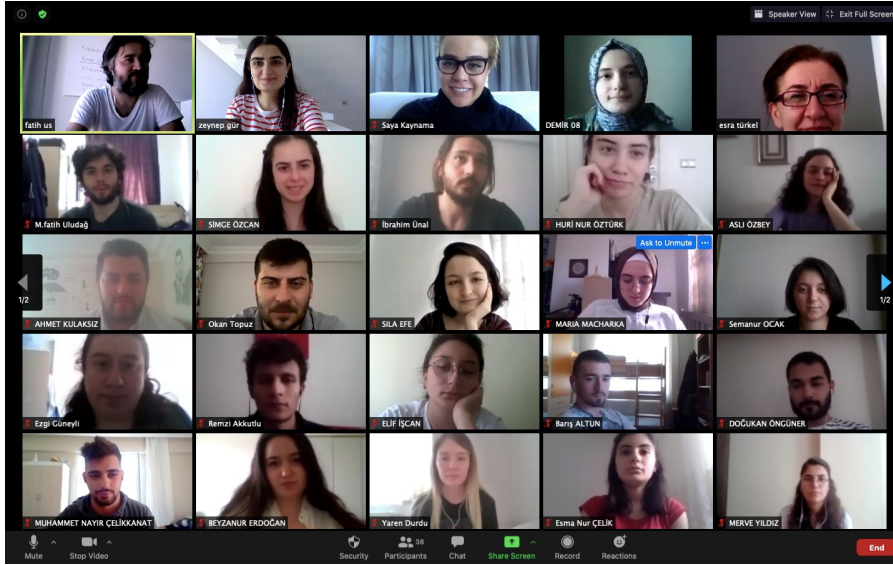 Speaker View Exit Full Screen
fatih us
zeynep gür
Saya Kaynama
DEMİR 08
esra türkel
M.fatih Uludağ
SİMGE ÖZCAN
İbrahim Ünal
HURİ NUR ÖZTÜRK
ASLI ÖZBEY
Ask to Unmute ...
1/2
1/2
AHMET KULAKSIZ
Okan Topuz
SILA EFE
MARIA MACHARKA
Semanur OCAK
Ezgi Güneyli
Remzi Akkutlu
ELİF İŞCAN
Barış ALTUN
DOĞUKAN ÖNGÜNER
MUHAMMET NAYIR ÇELİKKANAT
BEYZANUR ERDOĞAN
Yaren Durdu
Esma Nur ÇELİK
MERVE YILDIZ
38
Mute Stop Video Security Participants Chat Share Screen Record Reactions End